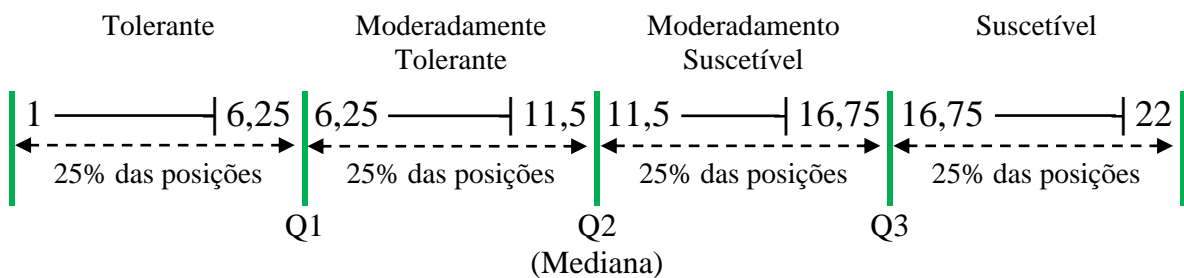 Tolerante
Moderadamente
Tolerante
Moderadamento
Suscetível
Suscetível
1 6,25 6,25 11,5 11,5 16,75 16,75 22
25% das posições 25% das posições 25% das posições 25% das posições
Q1 Q2 Q3
(Mediana)